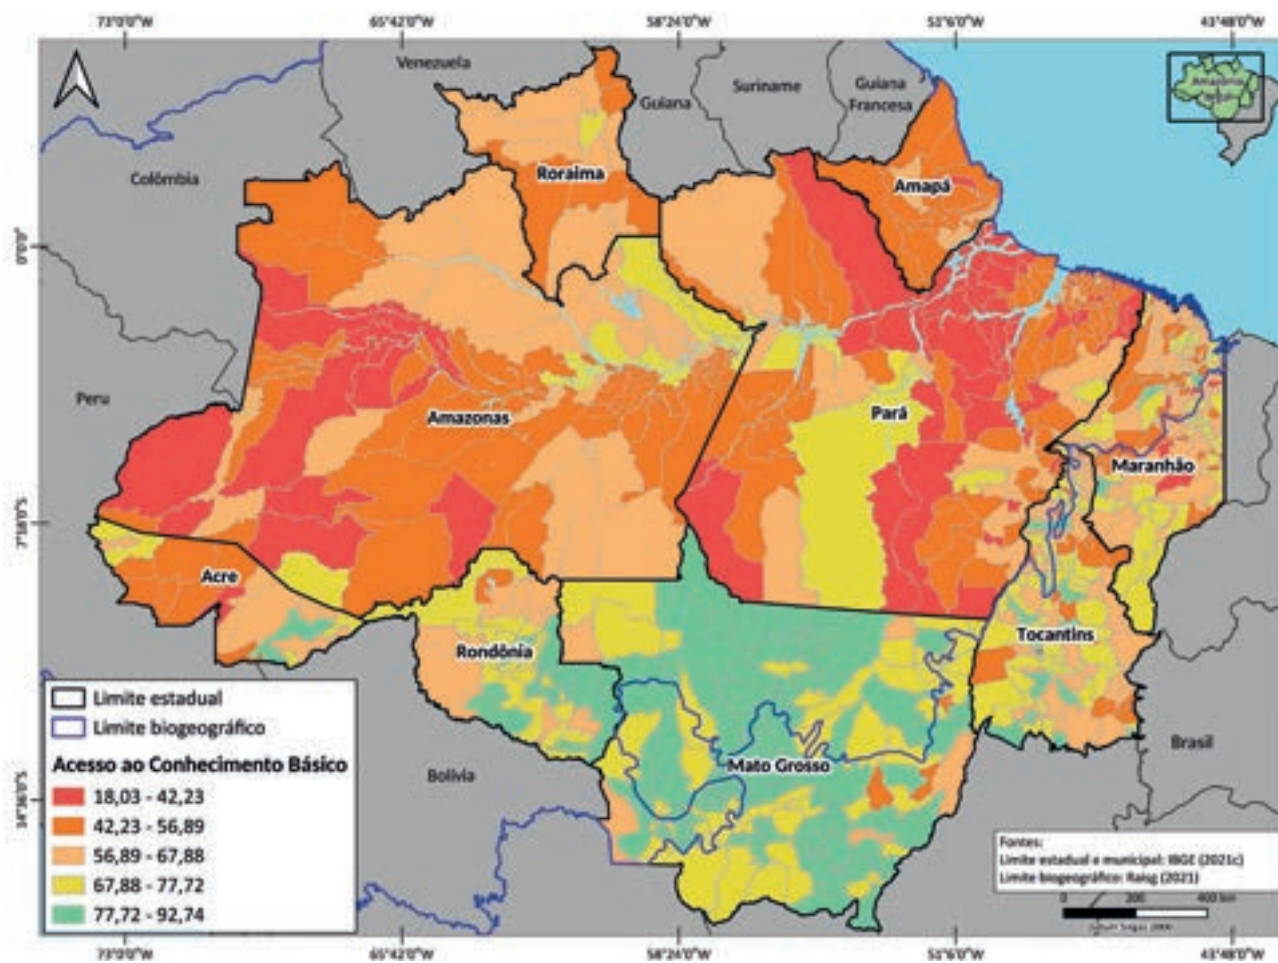 73°0'0"W
65°42'0"W
58°24'0"W
51°6'0"W
43°48'0"W
Venezuela
Guiana
Suriname
Guiana
Francesa
Colômbia
Roraima
Amapá
0°0'0"
Peru
Amazonas
Pará
Maranhão
7°18'0"S
Acre
Rondônia
Tocantins
Mato Grosso
Bolívia
Brasil
14°36'0"S
Limite estadual
Limite biogeográfico
Acesso ao Conhecimento Básico
18,03 - 42,23
42,23 - 56,89
56,89 - 67,88
67,88 - 77,72
77,72 - 92,74
Fontes:
Limite estadual e municipal: IBGE (2021c)
Limite biogeográfico: Raisg (2021)
0 200 400 km
73°0'0"W
65°42'0"W
58°24'0"W
51°6'0"W
43°48'0"W